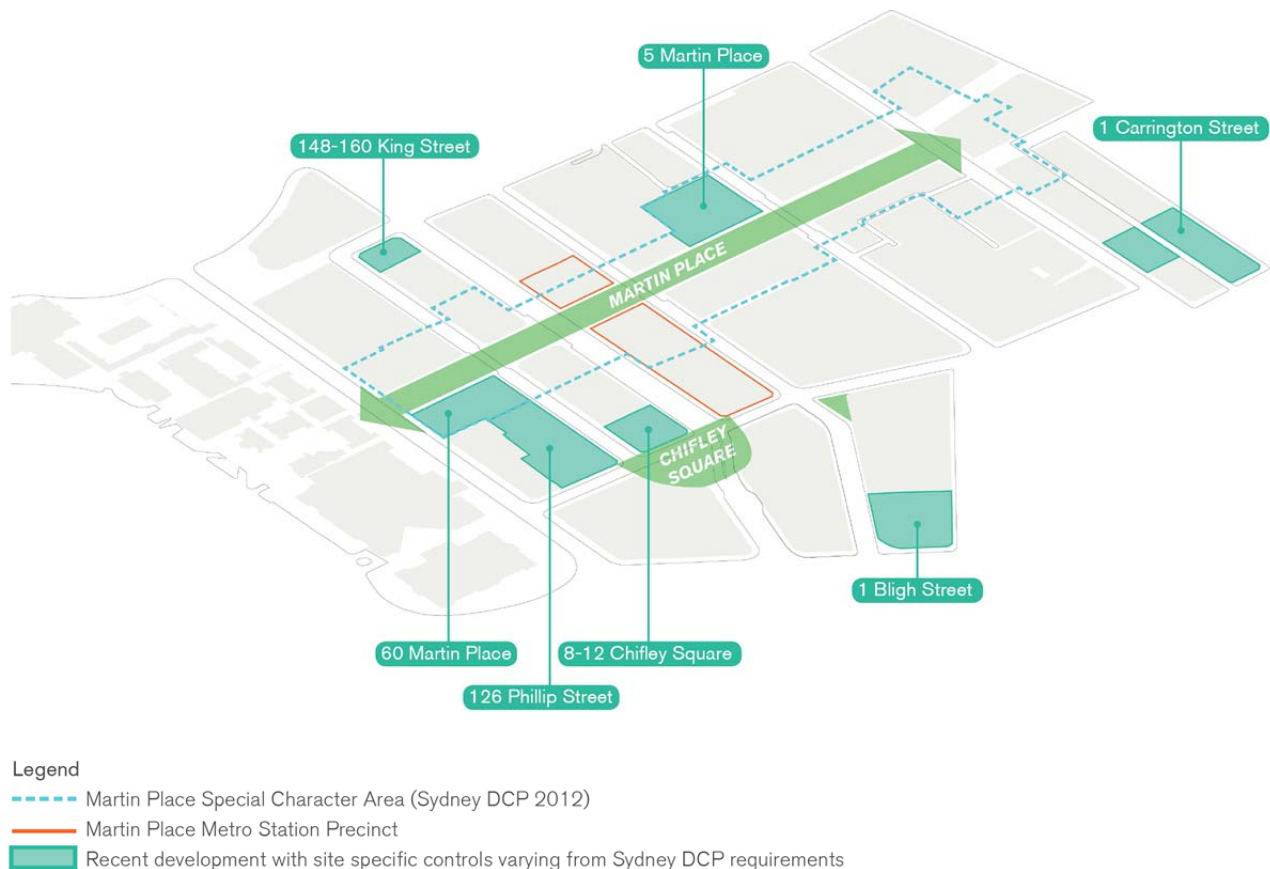 5 Martin Place
1 Carrington Street
148-160 King Street
MARTIN PLACE
CHIFLEY
SQUARE
1 Bligh Street
60 Martin Place
8-12 Chifley Square
126 Phillip Street
Legend
Martin Place Special Character Area (Sydney DCP 2012)
Martin Place Metro Station Precinct
Recent development with site specific controls varying from Sydney DCP requirements